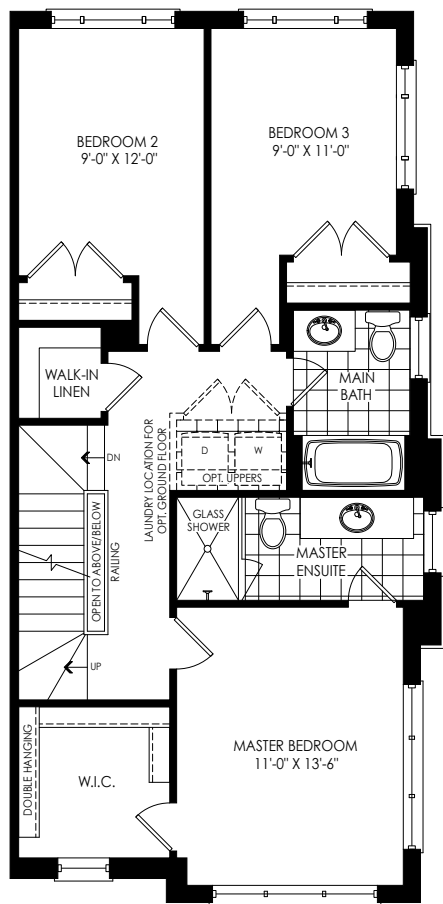 BEDROOM 2
9'-0" X 12'-0"
BEDROOM 3
9'-0" X 11'-0"
WALK-IN
LINEN
MAIN
BATH
LAUNDRY LOCATION FOR
OPT. GROUND FLOOR
D
W
OPT. UPPERS
DN
OPEN TO ABOVE/BELOW
RAILING
UP
GLASS
SHOWER
MASTER
ENSUITE
MASTER BEDROOM
11'-0" X 13'-6"
DOUBLE HANGING
W.I.C.